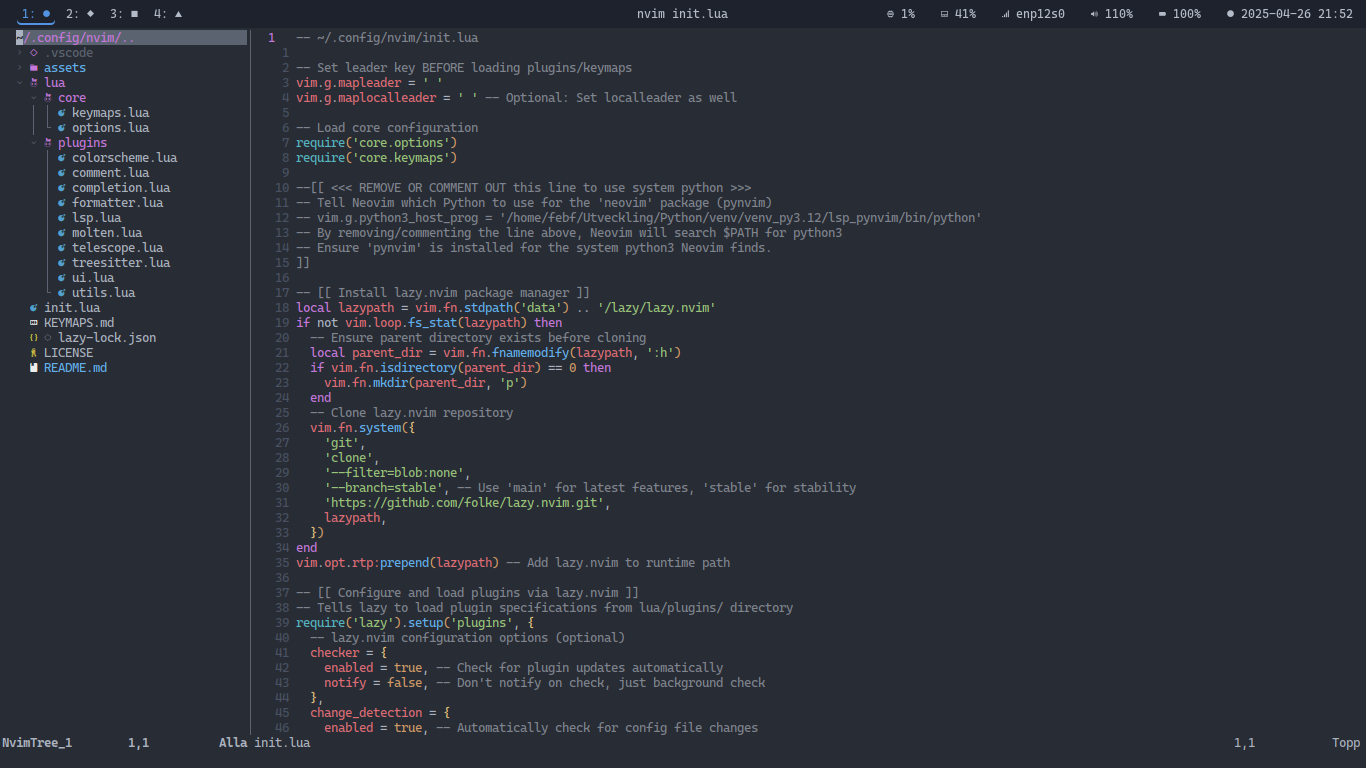 1: ● 2: ◆ 3: ■ 4: ▲ nvim init.lua 1% 41% enp12s0 110% 100% 2025-04-26 21:52
~/.config/nvim/..
.vscode
assets
lua
core
keymaps.lua
options.lua
plugins
colorscheme.lua
comment.lua
completion.lua
formatter.lua
lsp.lua
molten.lua
telescope.lua
treesitter.lua
ui.lua
utils.lua
init.lua
KEYMAPS.md
{} lazy-lock.json
LICENSE
README.md
1 -- ~/.config/nvim/init.lua
1
2 -- Set leader key BEFORE loading plugins/keymaps
3 vim.g.mapleader = ' '
4 vim.g.maplocalleader = ' ' -- Optional: Set localleader as well
5
6 -- Load core configuration
7 require('core.options')
8 require('core.keymaps')
9
10 --[[ <<< REMOVE OR COMMENT OUT this line to use system python >>>
11 -- Tell Neovim which Python to use for the 'neovim' package (pynvim)
12 -- vim.g.python3_host_prog = '/home/febf/Utveckling/Python/venv/venv_py3.12/lsp_pynvim/bin/python'
13 -- By removing/commenting the line above, Neovim will search $PATH for python3
14 -- Ensure 'pynvim' is installed for the system python3 Neovim finds.
15 ]]
16
17 -- [[ Install lazy.nvim package manager ]]
18 local lazypath = vim.fn.stdpath('data') .. '/lazy/lazy.nvim'
19 if not vim.loop.fs_stat(lazypath) then
20 -- Ensure parent directory exists before cloning
21 local parent_dir = vim.fn.fnamemodify(lazypath, ':h')
22 if vim.fn.isdirectory(parent_dir) == 0 then
23 vim.fn.mkdir(parent_dir, 'p')
24 end
25 -- Clone lazy.nvim repository
26 vim.fn.system({
27 'git',
28 'clone',
29 '--filter=blob:none',
30 '--branch=stable', -- Use 'main' for latest features, 'stable' for stability
31 'https://github.com/folke/lazy.nvim.git',
32 lazypath,
33 })
34 end
35 vim.opt.rtp:prepend(lazypath) -- Add lazy.nvim to runtime path
36
37 -- [[ Configure and load plugins via lazy.nvim ]]
38 -- Tells lazy to load plugin specifications from lua/plugins/ directory
39 require('lazy').setup('plugins', {
40 -- lazy.nvim configuration options (optional)
41 checker = {
42 enabled = true, -- Check for plugin updates automatically
43 notify = false, -- Don't notify on check, just background check
44 },
45 change_detection = {
46 enabled = true, -- Automatically check for config file changes
NvimTree_1 1,1 Alla init.lua 1,1 Topp